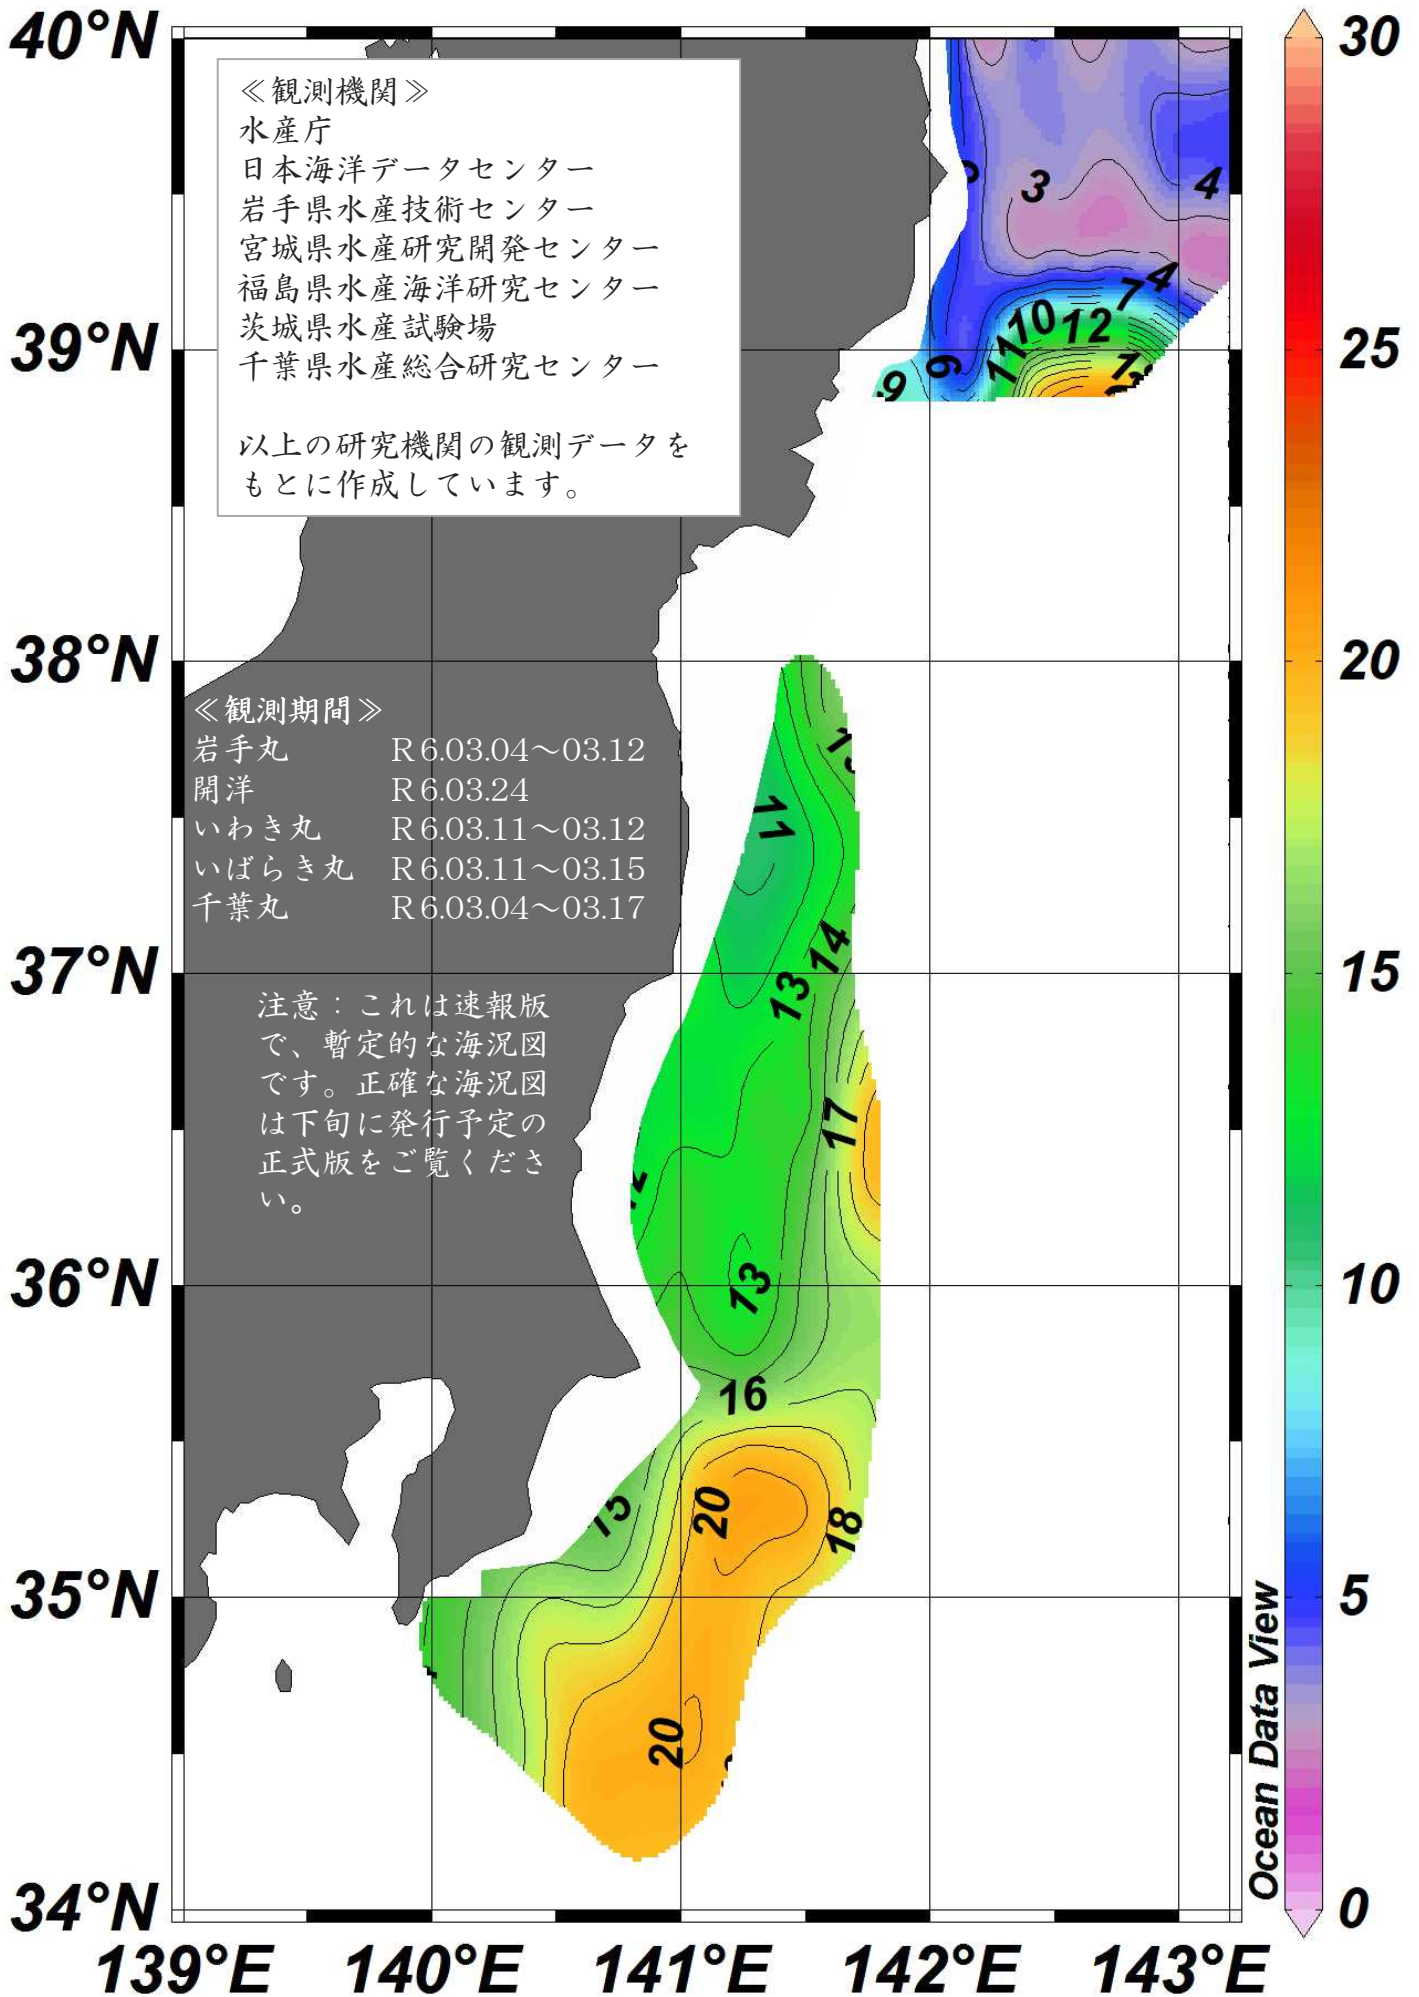 40°N
39°N
38°N
37°N
36°N
35°N
34°N
≪観測機関≫
水産庁
日本海洋データセンター
岩手県水産技術センター
宮城県水産研究開発センター
福島県水産海洋研究センター
茨城県水産試験場
千葉県水産総合研究センター
以上の研究機関の観測データを
もとに作成しています。
≪観測期間≫
岩手丸 R6.03.04～03.12
開洋 R6.03.24
いわき丸 R6.03.11～03.12
いばらき丸 R6.03.11～03.15
千葉丸 R6.03.04～03.17
注意：これは速報版
で、暫定的な海況図
です。正確な海況図
は下旬に発行予定の
正式版をご覧くださ
い。
3
4
4
7
10
12
11
9
11
14
13
17
13
16
15
20
18
20
139°E 140°E 141°E 142°E 143°E
30
25
20
15
10
5
0
Ocean Data View